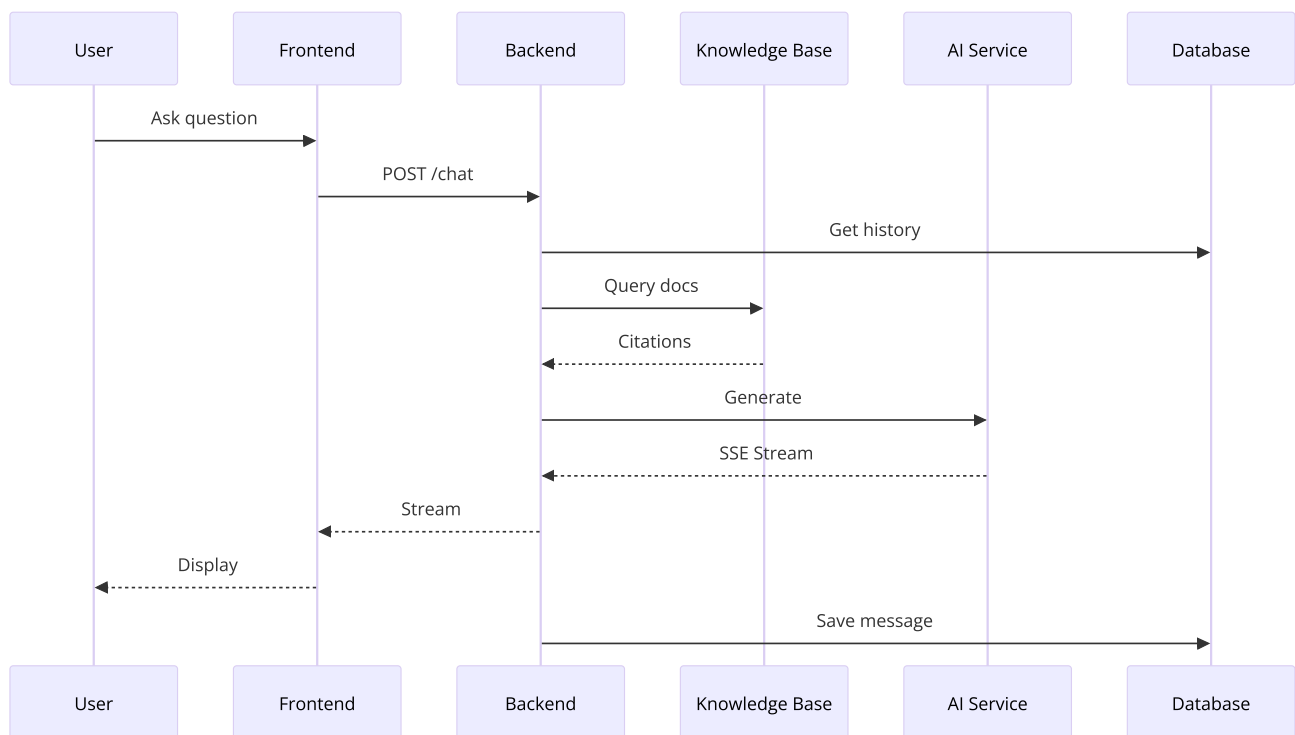 User
Frontend
Backend
Knowledge Base
AI Service
Database
Ask question
POST /chat
Get history
Query docs
Citations
Generate
SSE Stream
Stream
Display
Save message
User
Frontend
Backend
Knowledge Base
AI Service
Database